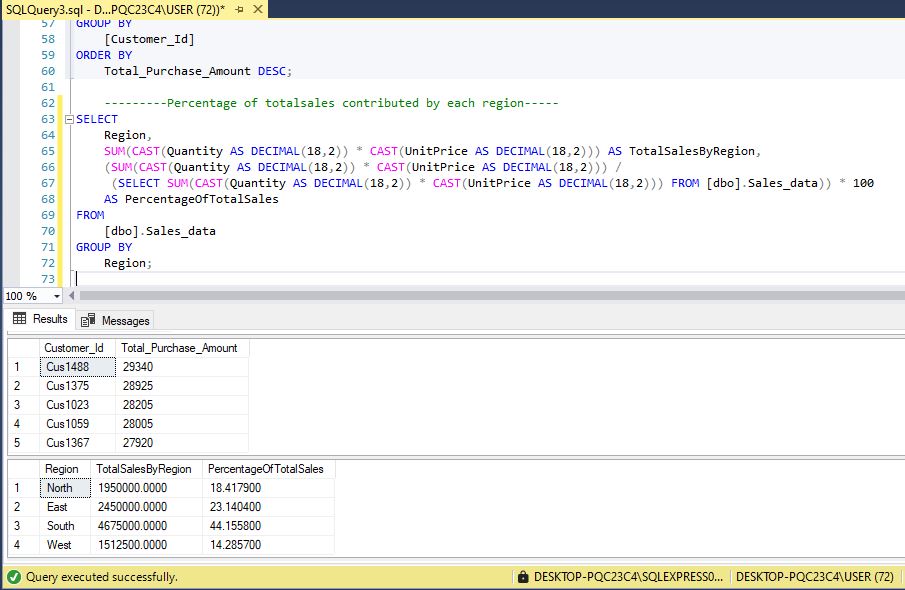 SQLQuery3.sql - D...PQC23C4\USER (72))*
57 GROUP BY
58 [Customer_Id]
59 ORDER BY
60 Total_Purchase_Amount DESC;
61
62 ---------Percentage of totalsales contributed by each region-----
63 SELECT
64 Region,
65 SUM(CAST(Quantity AS DECIMAL(18,2)) * CAST(UnitPrice AS DECIMAL(18,2))) AS TotalSalesByRegion,
66 (SUM(CAST(Quantity AS DECIMAL(18,2)) * CAST(UnitPrice AS DECIMAL(18,2))) /
67 (SELECT SUM(CAST(Quantity AS DECIMAL(18,2)) * CAST(UnitPrice AS DECIMAL(18,2))) FROM [dbo].Sales_data)) * 100
68 AS PercentageOfTotalSales
69 FROM
70 [dbo].Sales_data
71 GROUP BY
72 Region;
73
100 %
Results Messages
Customer_Id Total_Purchase_Amount
1 Cus1488 29340
2 Cus1375 28925
3 Cus1023 28205
4 Cus1059 28005
5 Cus1367 27920
Region TotalSalesByRegion PercentageOfTotalSales
1 North 1950000.0000 18.417900
2 East 2450000.0000 23.140400
3 South 4675000.0000 44.155800
4 West 1512500.0000 14.285700
Query executed successfully. DESKTOP-PQC23C4\SQLEXPRESS0... DESKTOP-PQC23C4\USER (72)